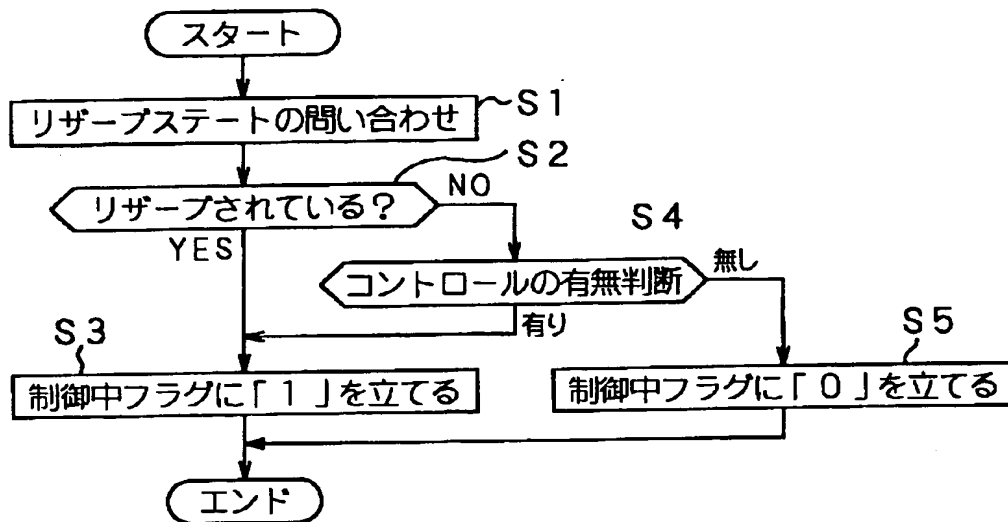 スタート
リザーブステートの問い合わせ
S1
S2
リザーブされている？
NO
YES
S4
コントロールの有無判断
無し
有り
S3
S5
制御中フラグに「1」を立てる
制御中フラグに「0」を立てる
エンド